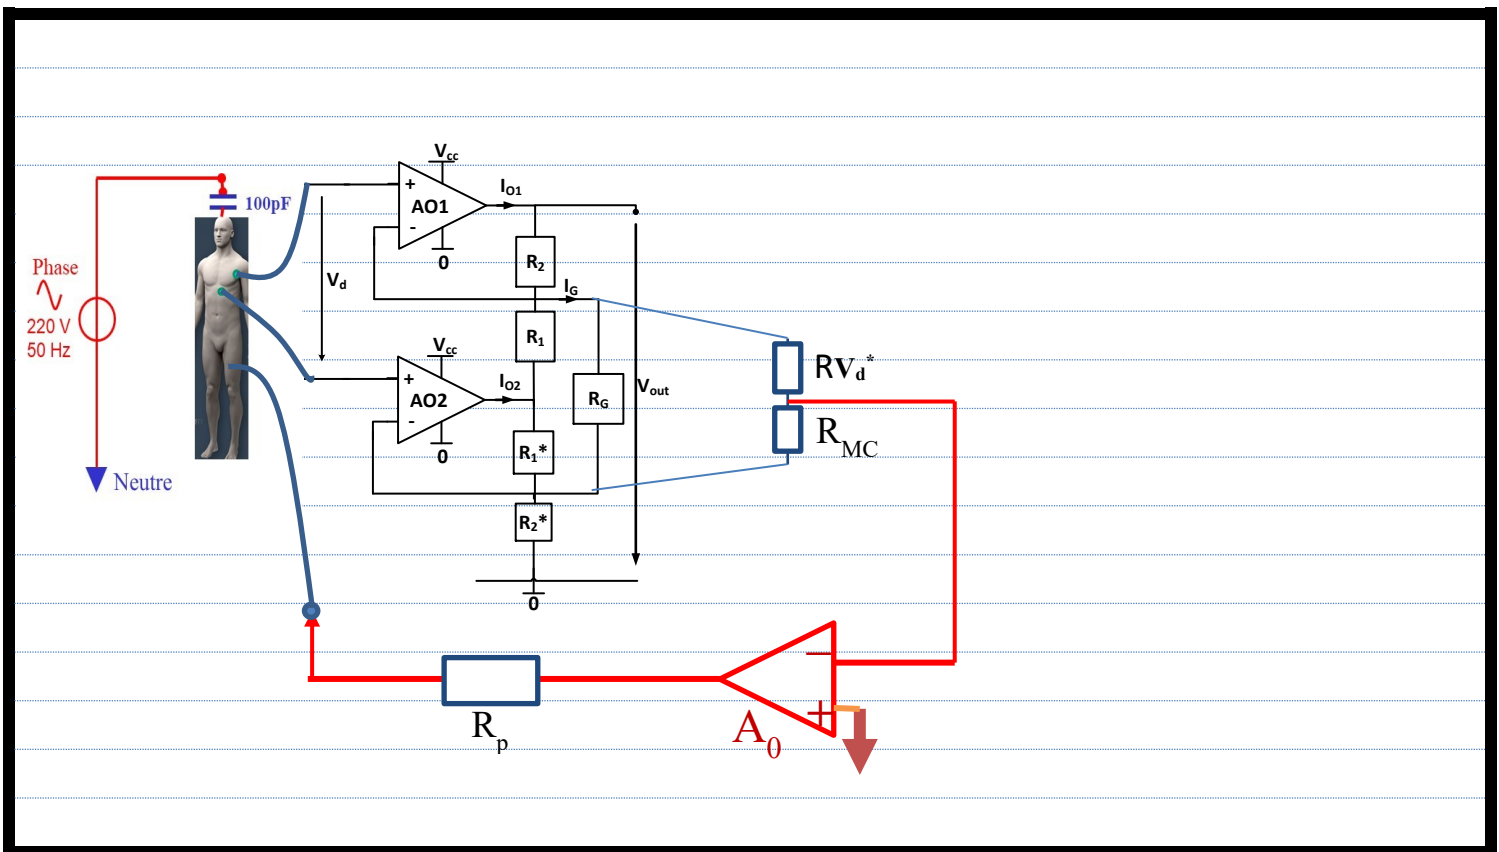 Phase
220 V
50 Hz
Neutre
100pF
Vcc
+
AO1
-
0
IO1
R2
Vd
IG
R1
Vcc
+
AO2
-
0
IO2
RG
Vout
R1*
R2*
0
RVd*
RMC
Rp
A0
−
+